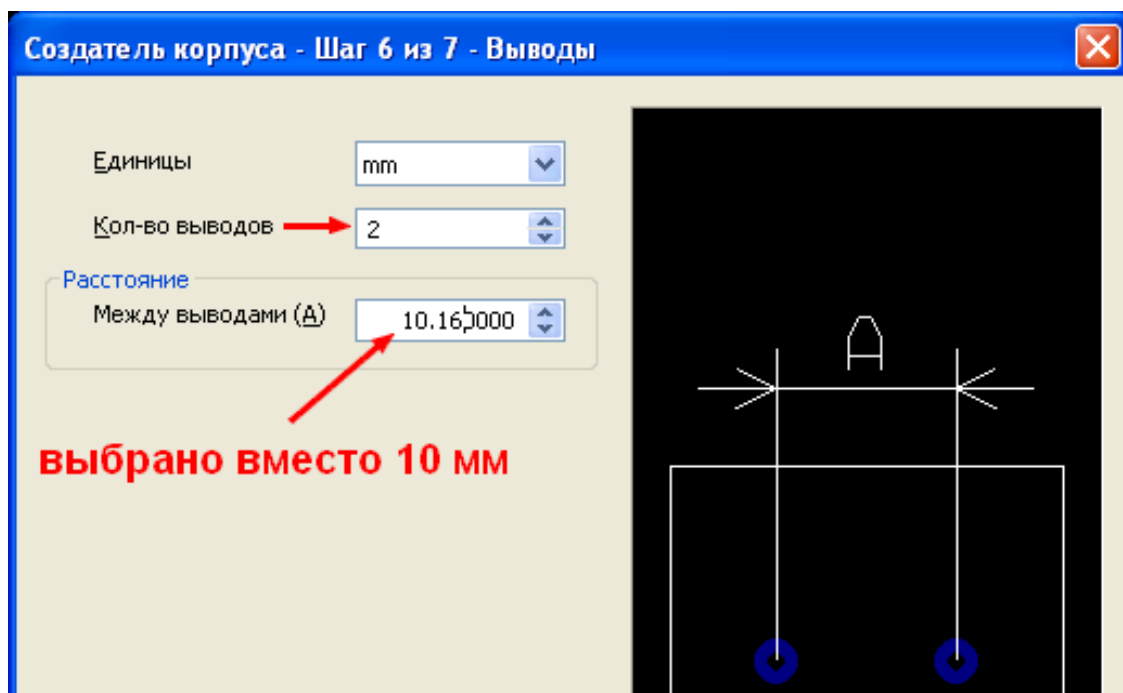 Создатель корпуса - Шаг 6 из 7 - Выводы
Единицы
mm
Кол-во выводов
2
Расстояние
Между выводами (A)
10.160000
выбрано вместо 10 мм
A